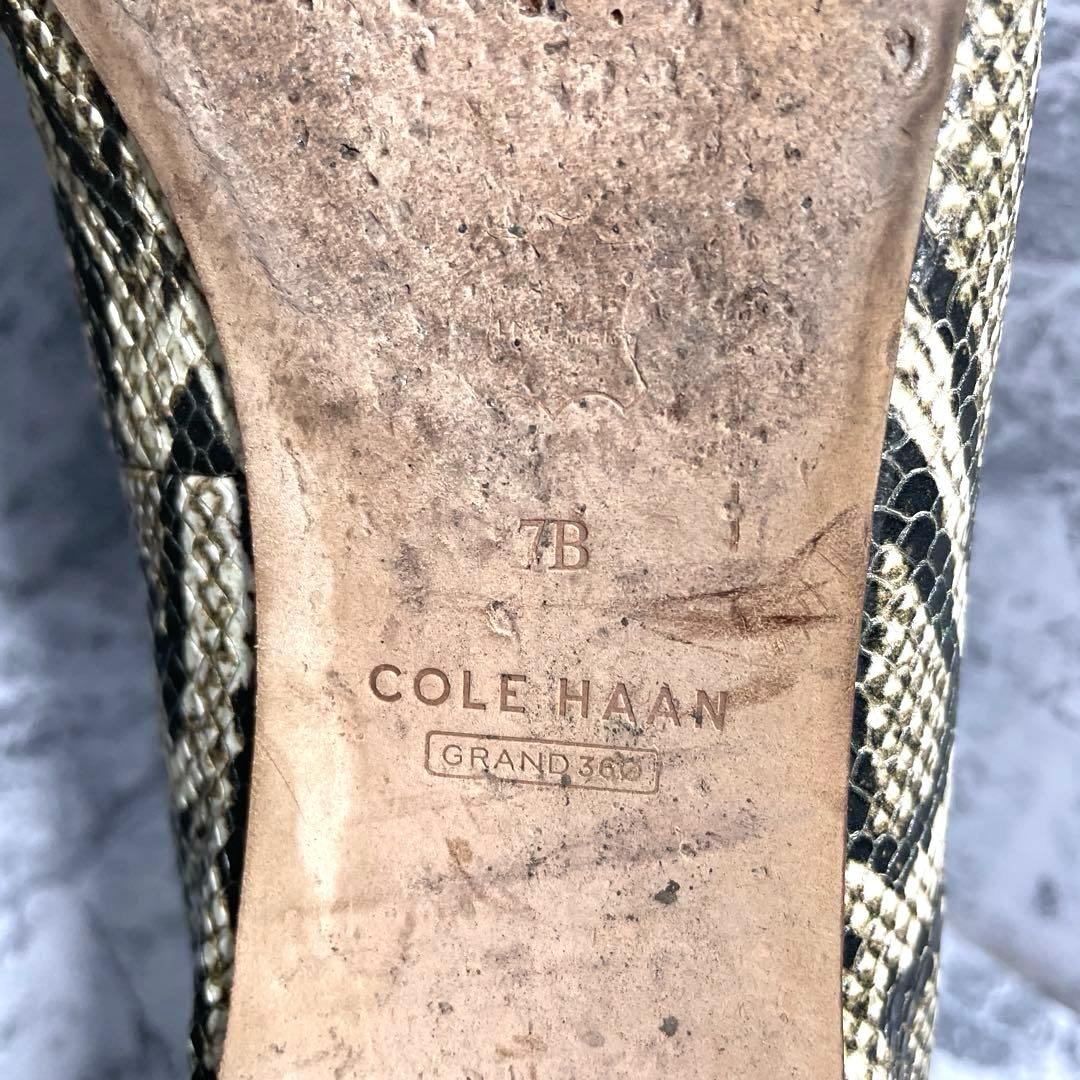 7B
COLE HAAN
GRAND 360